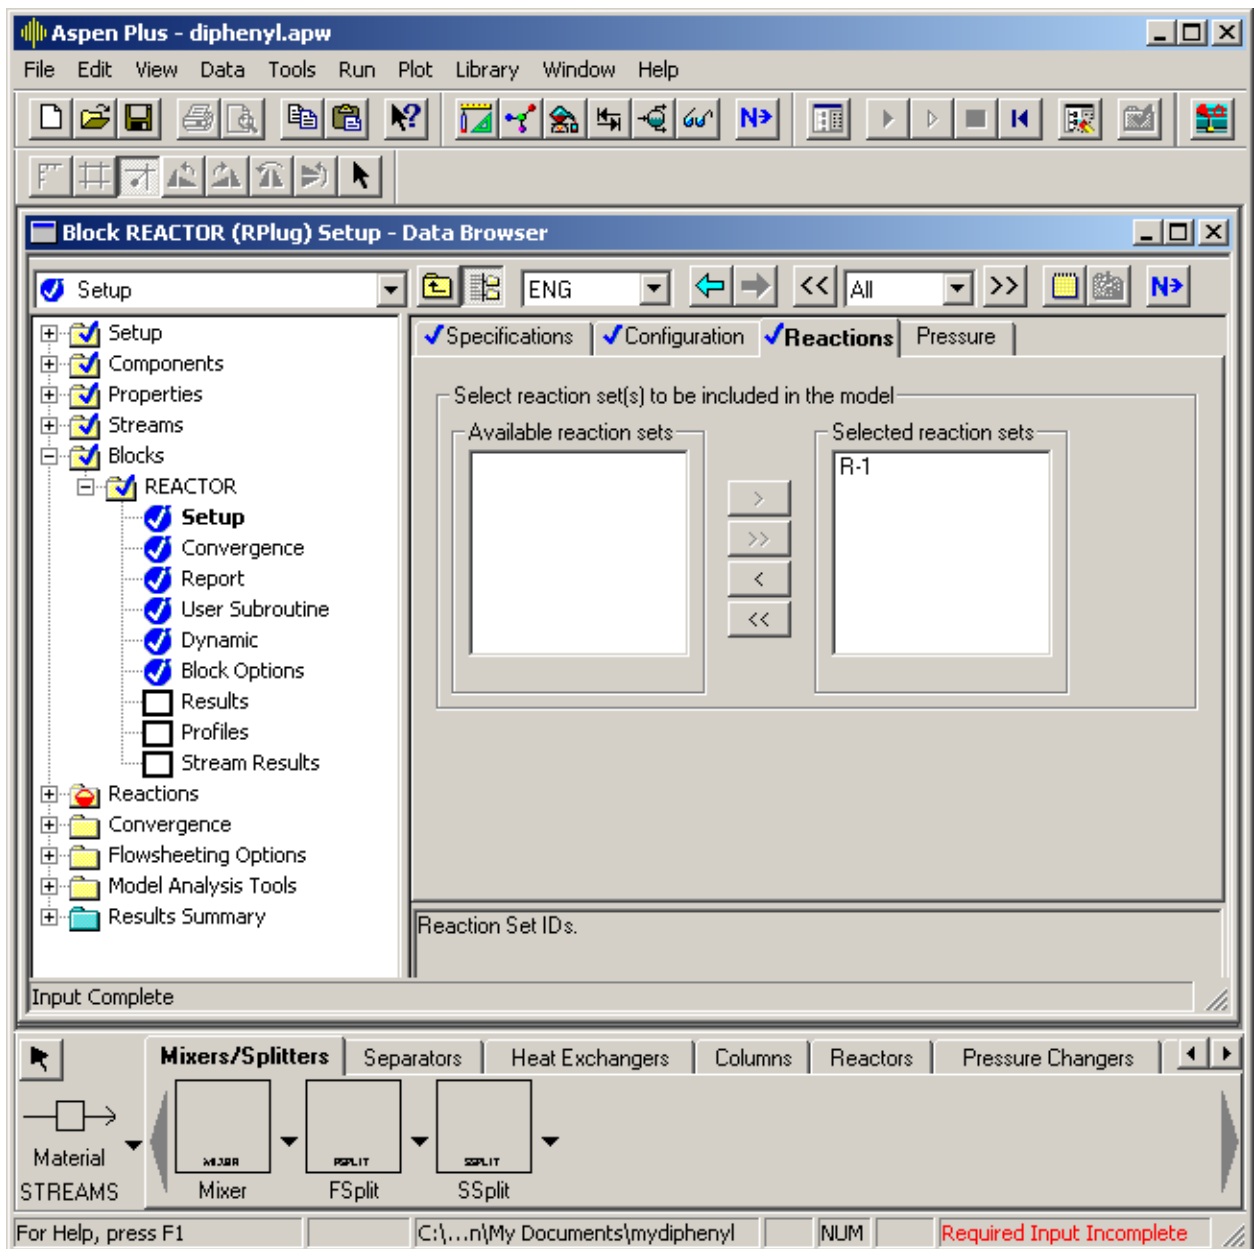 Aspen Plus - diphenyl.apw
File Edit View Data Tools Run Plot Library Window Help
N
Block REACTOR (RPlug) Setup - Data Browser
Setup ENG << All >> N
Setup
Components
Properties
Streams
Blocks
REACTOR
Setup
Convergence
Report
User Subroutine
Dynamic
Block Options
Results
Profiles
Stream Results
Reactions
Convergence
Flowsheeting Options
Model Analysis Tools
Results Summary
Specifications Configuration Reactions Pressure
Select reaction set(s) to be included in the model
Available reaction sets
Selected reaction sets
R-1
>
>>
<
<<
Reaction Set IDs.
Input Complete
Mixers/Splitters Separators Heat Exchangers Columns Reactors Pressure Changers
MIXER FSPLIT SSPLIT
Material
STREAMS Mixer FSplit SSplit
For Help, press F1 C:\...n\My Documents\mydiphenyl NUM Required Input Incomplete